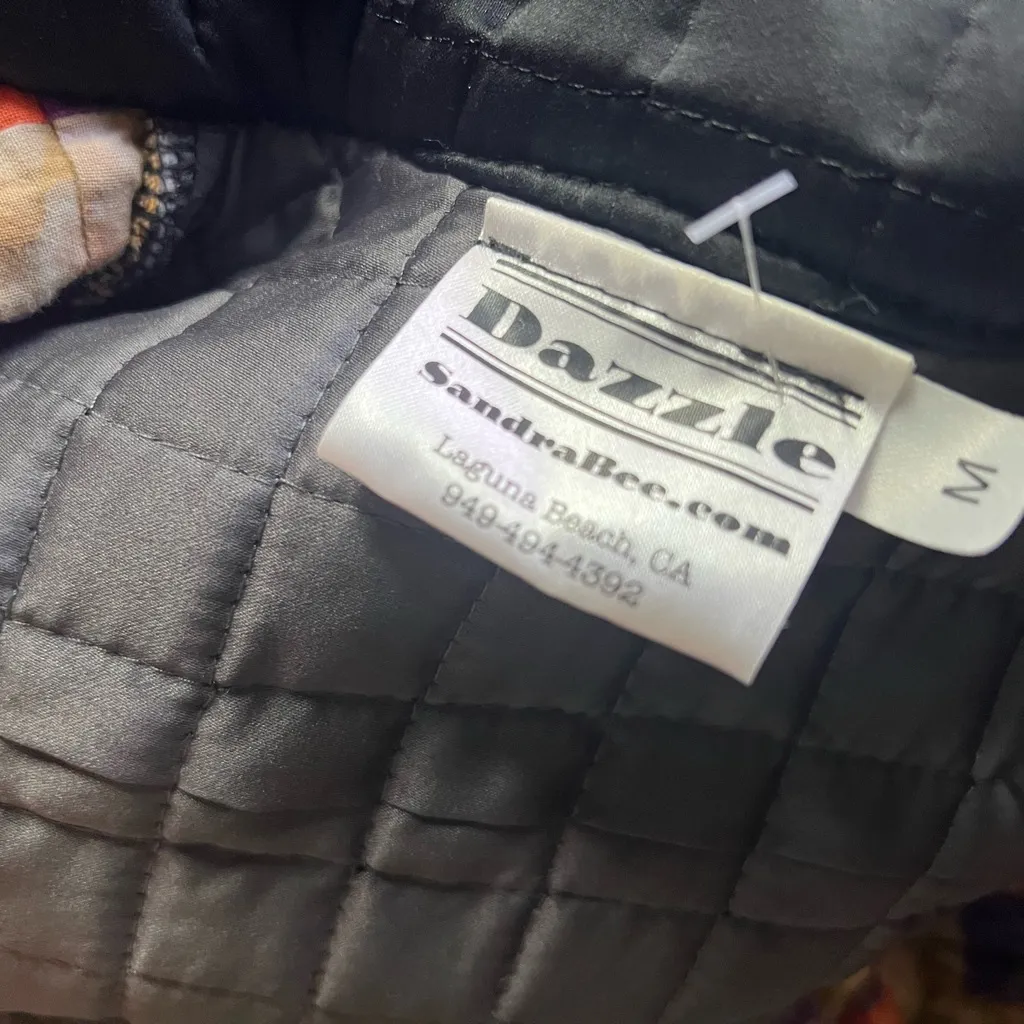 Dazzle
SandraBee.com
Laguna Beach, CA
949-494-4392
M